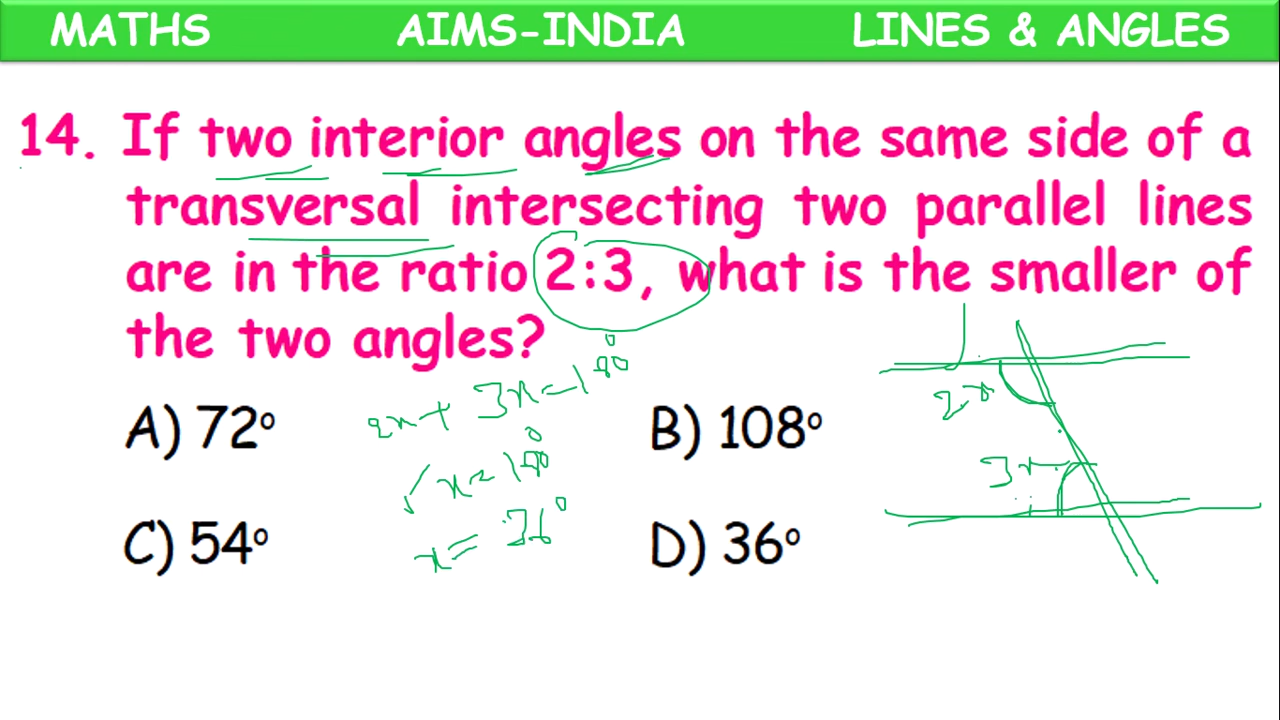 MATHS AIMS-INDIA LINES & ANGLES
14. If two interior angles on the same side of a
transversal intersecting two parallel lines
are in the ratio 2:3, what is the smaller of
the two angles?
2x + 3x = 180°
A) 72° B) 108°
2x
5x = 180°
3x
x = 36°
C) 54° D) 36°